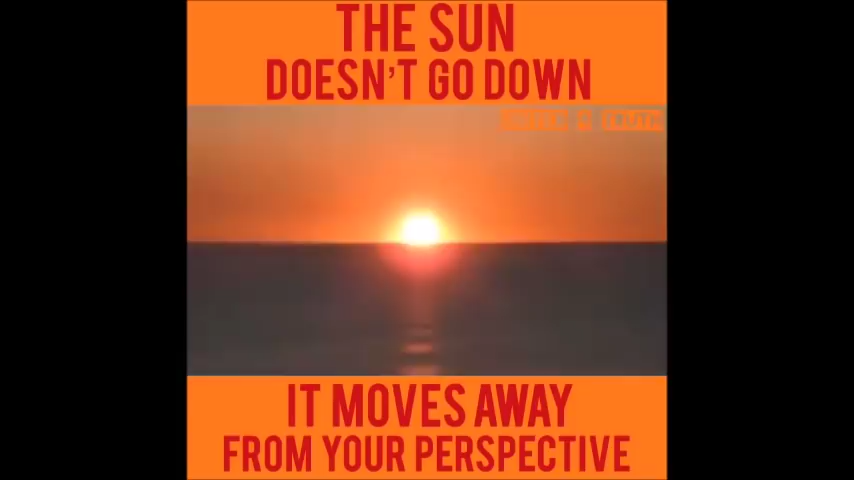 THE SUN
DOESN'T GO DOWN
IT MOVES AWAY
FROM YOUR PERSPECTIVE